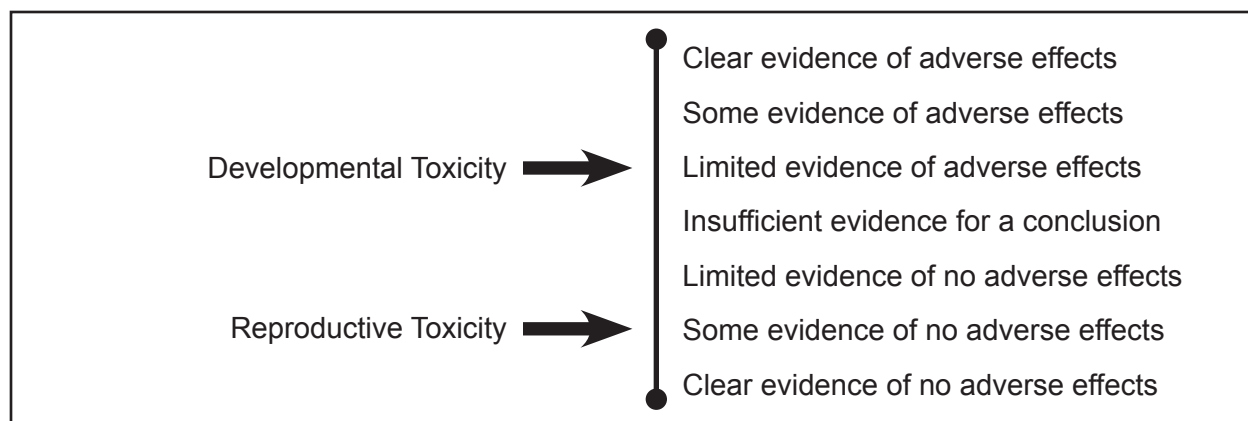 Clear evidence of adverse effects
Some evidence of adverse effects
Developmental Toxicity
Limited evidence of adverse effects
Insufficient evidence for a conclusion
Limited evidence of no adverse effects
Reproductive Toxicity
Some evidence of no adverse effects
Clear evidence of no adverse effects